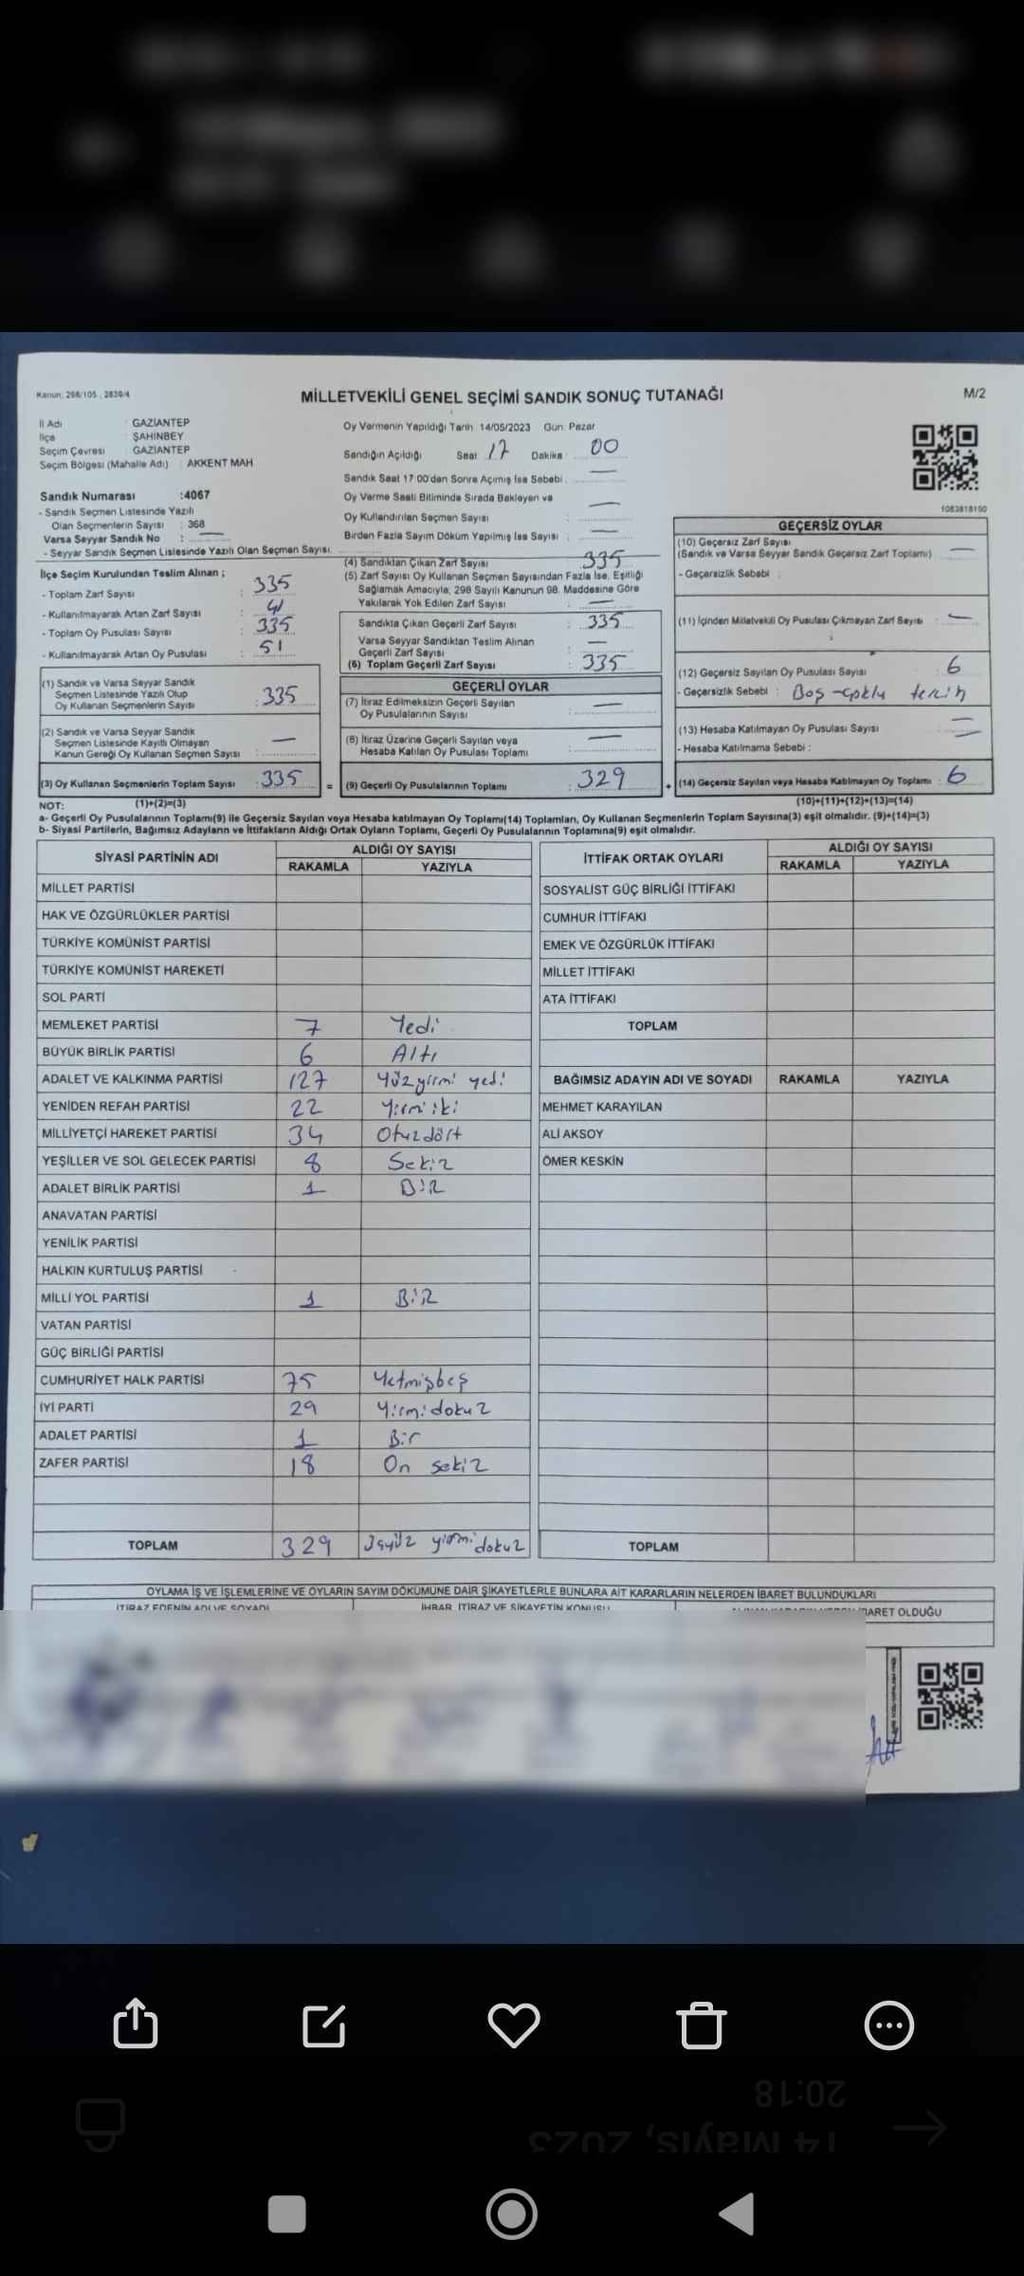 Kanun: 298/105, 2839/4
MİLLETVEKİLİ GENEL SEÇİMİ SANDIK SONUÇ TUTANAĞI
M/2
İl Adı : GAZİANTEP
İlçe : ŞAHİNBEY
Seçim Çevresi : GAZİANTEP
Seçim Bölgesi (Mahalle Adı) : AKKENT MAH
Sandık Numarası :4067
- Sandık Seçmen Listesinde Yazılı
Olan Seçmenlerin Sayısı : 368
Varsa Seyyar Sandık No : —
- Seyyar Sandık Seçmen Listesinde Yazılı Olan Seçmen Sayısı:
Oy Vermenin Yapıldığı Tarih 14/05/2023 Gün: Pazar
Sandığın Açıldığı Saat 17 Dakika : 00
Sandık Saat 17:00'dan Sonra Açmış İse Sebebi : —
Oy Verme Saati Bitiminde Sırada Bekleyen ve
Oy Kullandırılan Seçmen Sayısı : —
Birden Fazla Sayım Döküm Yapılmış İse Sayısı : —
1083818100
İlçe Seçim Kurulundan Teslim Alınan ;
- Toplam Zarf Sayısı : 335
- Kullanılmayarak Artan Zarf Sayısı : 41
- Toplam Oy Pusulası Sayısı : 335
- Kullanılmayarak Artan Oy Pusulası : 51
(4) Sandıktan Çıkan Zarf Sayısı : 335
(5) Zarf Sayısı Oy Kullanan Seçmen Sayısından Fazla İse, Eşitliği
Sağlamak Amacıyla, 298 Sayılı Kanunun 98. Maddesine Göre
Yakılarak Yok Edilen Zarf Sayısı : —
Sandıkta Çıkan Geçerli Zarf Sayısı : 335
Varsa Seyyar Sandıktan Teslim Alınan
Geçerli Zarf Sayısı : —
(6) Toplam Geçerli Zarf Sayısı : 335
GEÇERSİZ OYLAR
(10) Geçersiz Zarf Sayısı
(Sandık ve Varsa Seyyar Sandık Geçersiz Zarf Toplamı) : —
- Geçersizlik Sebebi :
(11) İçinden Milletvekili Oy Pusulası Çıkmayan Zarf Sayısı : —
(12) Geçersiz Sayılan Oy Pusulası Sayısı : 6
- Geçersizlik Sebebi : Boş - çoklu tercih
(13) Hesaba Katılmayan Oy Pusulası Sayısı : —
- Hesaba Katılmama Sebebi : —
(14) Geçersiz Sayılan veya Hesaba Katılmayan Oy Toplamı : 6
(1) Sandık ve Varsa Seyyar Sandık
Seçmen Listesinde Yazılı Olup
Oy Kullanan Seçmenlerin Sayısı : 335
(2) Sandık ve Varsa Seyyar Sandık
Seçmen Listesinde Kayıtlı Olmayan
Kanun Gereği Oy Kullanan Seçmen Sayısı : —
(3) Oy Kullanan Seçmenlerin Toplam Sayısı : 335 =
GEÇERLİ OYLAR
(7) İtiraz Edilmeksizin Geçerli Sayılan
Oy Pusulalarının Sayısı : —
(8) İtiraz Üzerine Geçerli Sayılan veya
Hesaba Katılan Oy Pusulası Toplamı : —
(9) Geçerli Oy Pusulalarının Toplamı : 329 +
NOT: (1)+(2)=(3)
(10)+(11)+(12)+(13)=(14)
a- Geçerli Oy Pusulalarının Toplamı(9) ile Geçersiz Sayılan veya Hesaba katılmayan Oy Toplamı(14) Toplamları, Oy Kullanan Seçmenlerin Toplam Sayısına(3) eşit olmalıdır. (9)+(14)=(3)
b- Siyasi Partilerin, Bağımsız Adayların ve İttifakların Aldığı Ortak Oyların Toplamı, Geçerli Oy Pusulalarının Toplamına(9) eşit olmalıdır.
SİYASİ PARTİNİN ADI ALDIĞI OY SAYISI
RAKAMLA YAZIYLA
MİLLET PARTİSİ
HAK VE ÖZGÜRLÜKLER PARTİSİ
TÜRKİYE KOMÜNİST PARTİSİ
TÜRKİYE KOMÜNİST HAREKETİ
SOL PARTİ
MEMLEKET PARTİSİ 7 Yedi
BÜYÜK BİRLİK PARTİSİ 6 Altı
ADALET VE KALKINMA PARTİSİ 127 Yüz yirmi yedi
YENİDEN REFAH PARTİSİ 22 Yirmi iki
MİLLİYETÇİ HAREKET PARTİSİ 34 Otuz dört
YEŞİLLER VE SOL GELECEK PARTİSİ 8 Sekiz
ADALET BİRLİK PARTİSİ 1 BİR
ANAVATAN PARTİSİ
YENİLİK PARTİSİ
HALKIN KURTULUŞ PARTİSİ
MİLLİ YOL PARTİSİ 1 BİR
VATAN PARTİSİ
GÜÇ BİRLİĞİ PARTİSİ
CUMHURİYET HALK PARTİSİ 75 Yetmişbeş
İYİ PARTİ 29 Yirmi dokuz
ADALET PARTİSİ 1 Bir
ZAFER PARTİSİ 18 On sekiz
TOPLAM 329 Üçyüz yirmi dokuz
İTTİFAK ORTAK OYLARI ALDIĞI OY SAYISI
RAKAMLA YAZIYLA
SOSYALİST GÜÇ BİRLİĞİ İTTİFAKI
CUMHUR İTTİFAKI
EMEK VE ÖZGÜRLÜK İTTİFAKI
MİLLET İTTİFAKI
ATA İTTİFAKI
TOPLAM
BAĞIMSIZ ADAYIN ADI VE SOYADI RAKAMLA YAZIYLA
MEHMET KARAYILAN
ALİ AKSOY
ÖMER KESKİN
TOPLAM
OYLAMA İŞ VE İŞLEMLERİNE VE OYLARIN SAYIM DÖKÜMÜNE DAİR ŞİKAYETLERLE BUNLARA AİT KARARLARIN NELERDEN İBARET BULUNDUKLARI
İTİRAZ EDENİN ADI VE SOYADI İHBAR, İTİRAZ VE ŞİKAYETİN KONUSU İBARET OLDUĞU
20:18
14 Mayıs, 2023